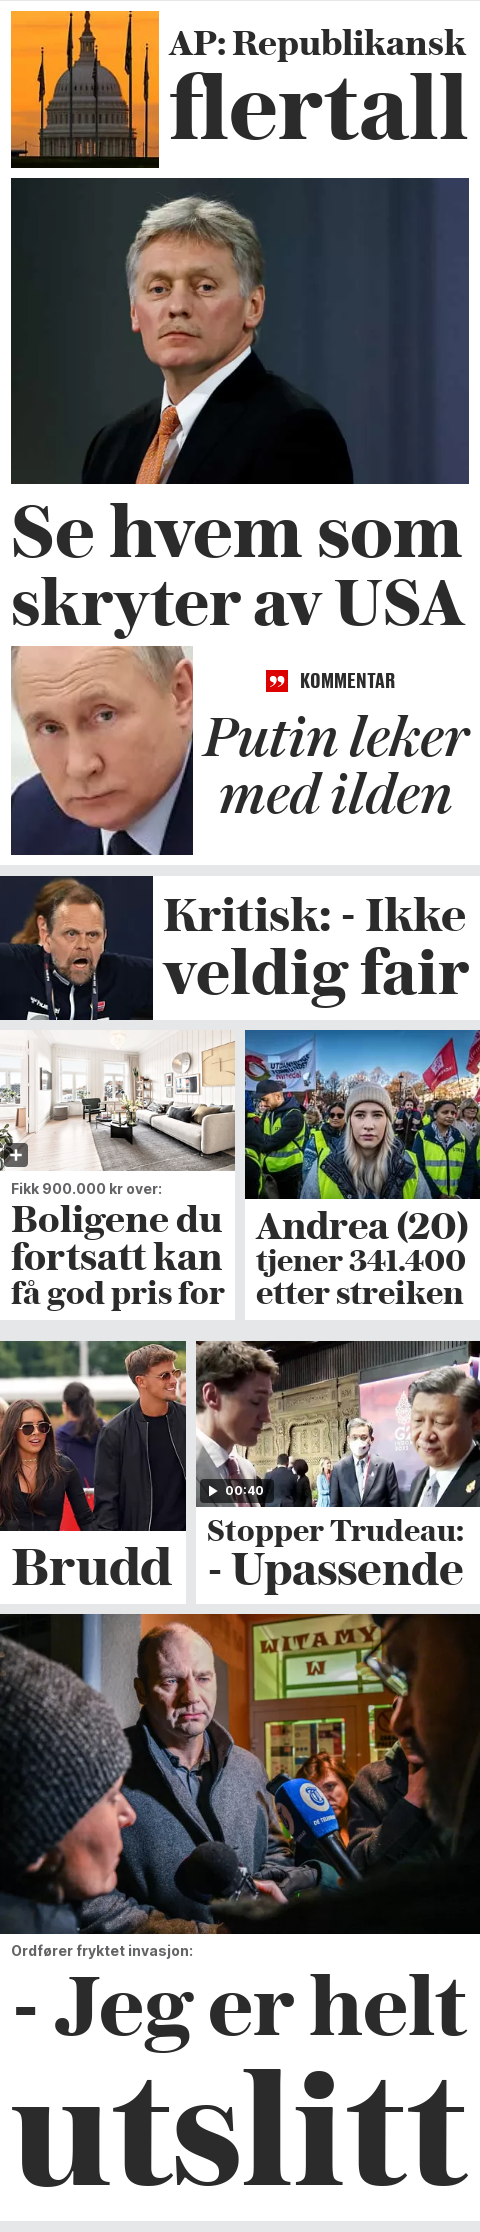 AP: Republikansk
flertall
Se hvem som
skryter av USA
KOMMENTAR
Putin leker
med ilden
Kritisk: - Ikke
veldig fair
Fikk 900.000 kr over:
Boligene du
fortsatt kan
få god pris for
Andrea (20)
tjener 341.400
etter streiken
Brudd
00:40
Stopper Trudeau:
- Upassende
WITAMY
W
Ordfører fryktet invasjon:
- Jeg er helt
utslitt